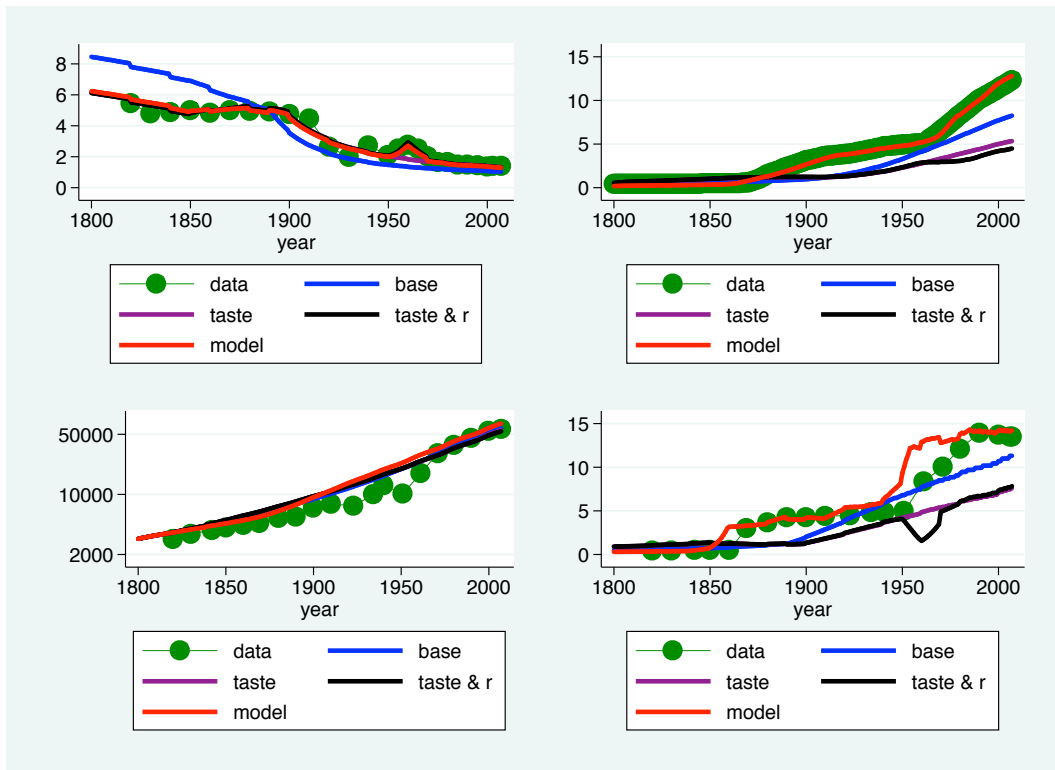 8
6
4
2
0
1800 1850 1900 1950 2000
year
data base
taste taste & r
model
15
10
5
0
1800 1850 1900 1950 2000
year
data base
taste taste & r
model
50000
10000
2000
1800 1850 1900 1950 2000
year
data base
taste taste & r
model
15
10
5
0
1800 1850 1900 1950 2000
year
data base
taste taste & r
model